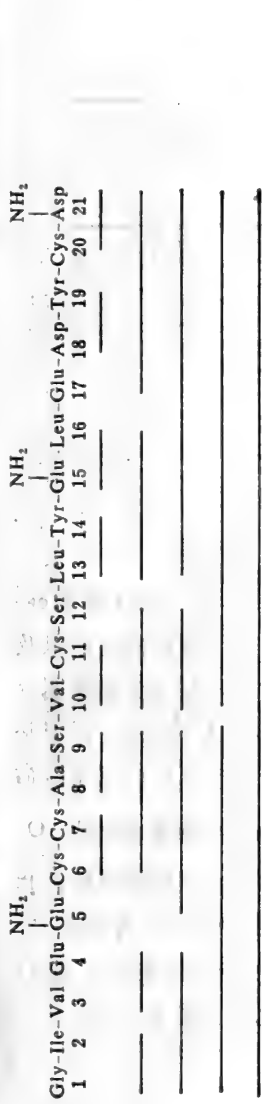 NH₂ NH₂ NH₂
Gly-Ile-Val Glu-Glu-Cys-Cys-Ala-Ser-Val-Cys-Ser-Leu-Tyr-Glu Leu-Glu-Asp-Tyr-Cys-Asp
1 2 3 4 5 6 7 8 9 10 11 12 13 14 15 16 17 18 19 20 21